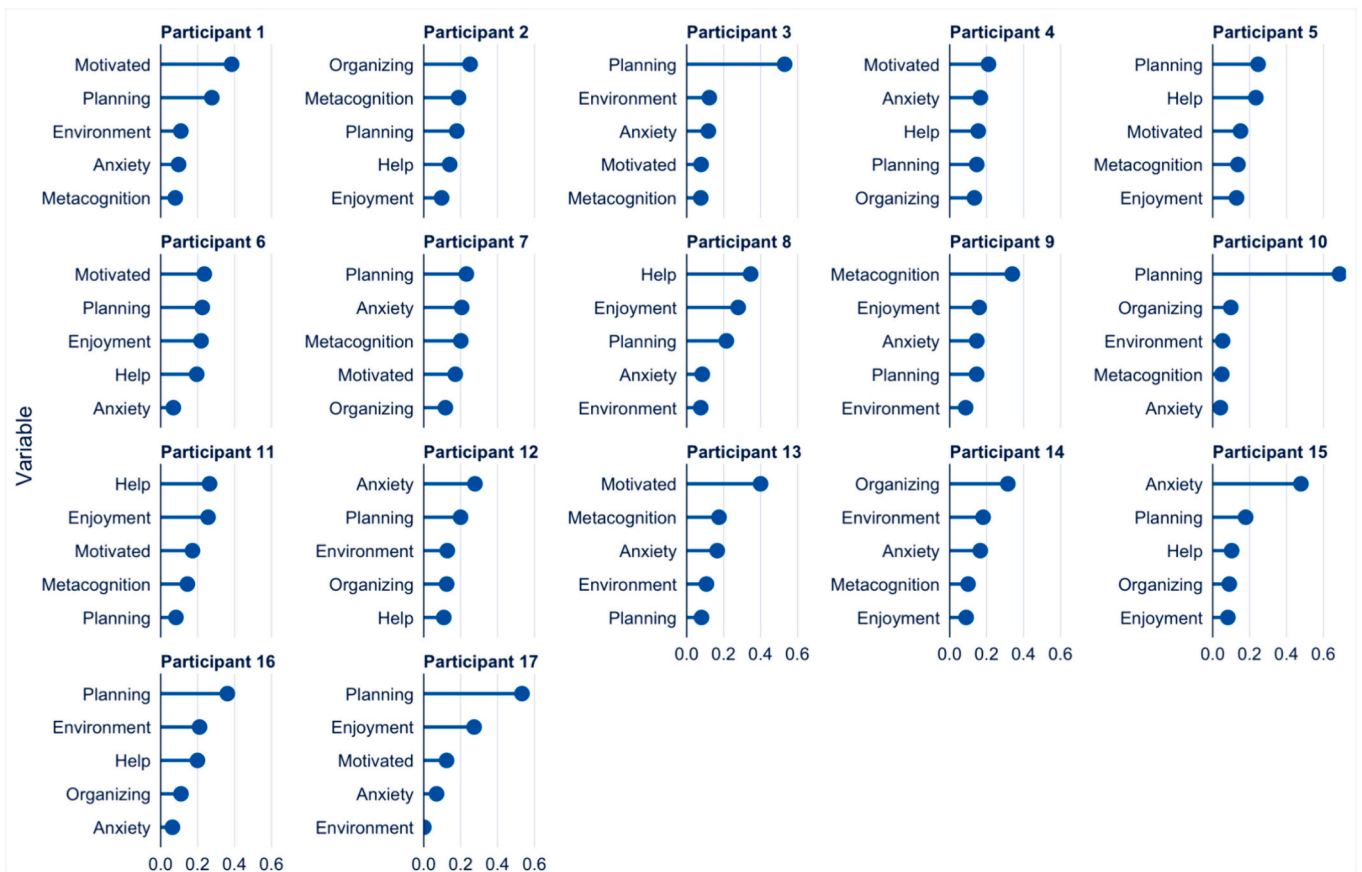 Participant 1
Motivated
Planning
Environment
Anxiety
Metacognition
Participant 2
Organizing
Metacognition
Planning
Help
Enjoyment
Participant 3
Planning
Environment
Anxiety
Motivated
Metacognition
Participant 4
Motivated
Anxiety
Help
Planning
Organizing
Participant 5
Planning
Help
Motivated
Metacognition
Enjoyment
Variable
Participant 6
Motivated
Planning
Enjoyment
Help
Anxiety
Participant 7
Planning
Anxiety
Metacognition
Motivated
Organizing
Participant 8
Help
Enjoyment
Planning
Anxiety
Environment
Participant 9
Metacognition
Enjoyment
Anxiety
Planning
Environment
Participant 10
Planning
Organizing
Environment
Metacognition
Anxiety
Participant 11
Help
Enjoyment
Motivated
Metacognition
Planning
Participant 12
Anxiety
Planning
Environment
Organizing
Help
Participant 13
Motivated
Metacognition
Anxiety
Environment
Planning
0.0 0.2 0.4 0.6
Participant 14
Organizing
Environment
Anxiety
Metacognition
Enjoyment
0.0 0.2 0.4 0.6
Participant 15
Anxiety
Planning
Help
Organizing
Enjoyment
0.0 0.2 0.4 0.6
Participant 16
Planning
Environment
Help
Organizing
Anxiety
0.0 0.2 0.4 0.6
Participant 17
Planning
Enjoyment
Motivated
Anxiety
Environment
0.0 0.2 0.4 0.6